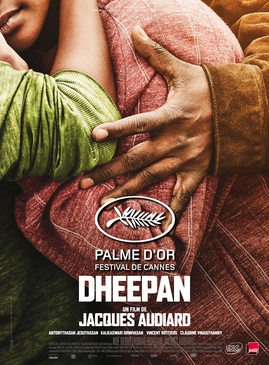 PALME D'OR
FESTIVAL DE CANNES
DHEEPAN
UN FILM DE
JACQUES AUDIARD
ANTONYTHASAN JESUTHASAN KALIEASWARI SRINIVASAN VINCENT ROTTIERS CLAUDINE VINASITHAMBY